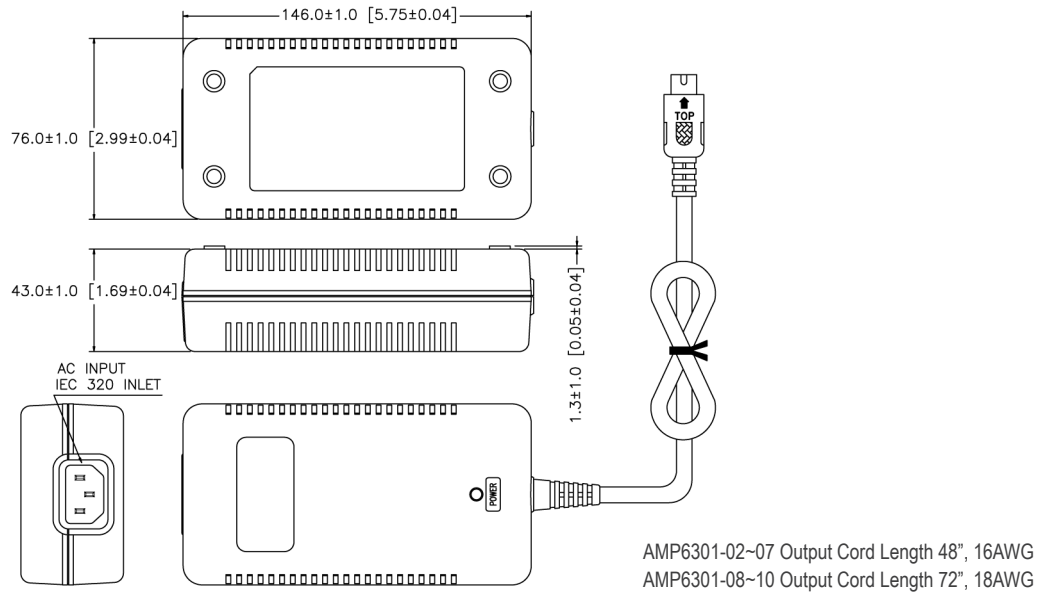 146.0±1.0 [5.75±0.04]
76.0±1.0 [2.99±0.04]
TOP
43.0±1.0 [1.69±0.04]
1.3±1.0 [0.05±0.04]
AC INPUT
IEC 320 INLET
POWER
AMP6301-02~07 Output Cord Length 48”, 16AWG
AMP6301-08~10 Output Cord Length 72”, 18AWG